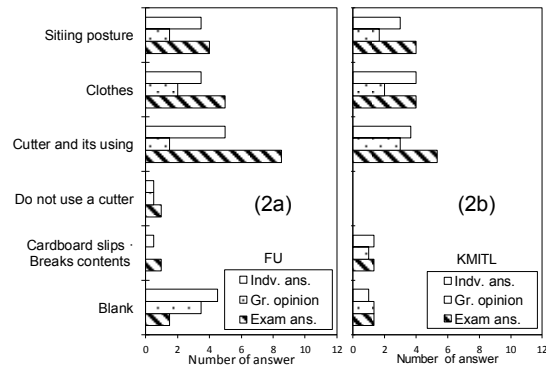 Sitiing posture
Clothes
Cutter and its using
Do not use a cutter
Cardboard slips ·
Breaks contents
Blank
(2a)
FU
Indv. ans.
Gr. opinion
Exam ans.
0 2 4 6 8 10 12
Number of answer
(2b)
KMITL
Indv. ans.
Gr. opinion
Exam ans.
0 2 4 6 8 10 12
Number of answer